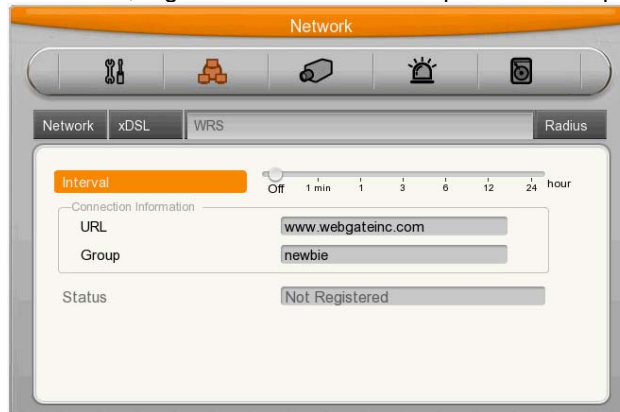 Network
Network xDSL WRS Radius
Interval Off 1 min 1 3 6 12 24 hour
Connection Information
URL www.webgateinc.com
Group newbie
Status Not Registered